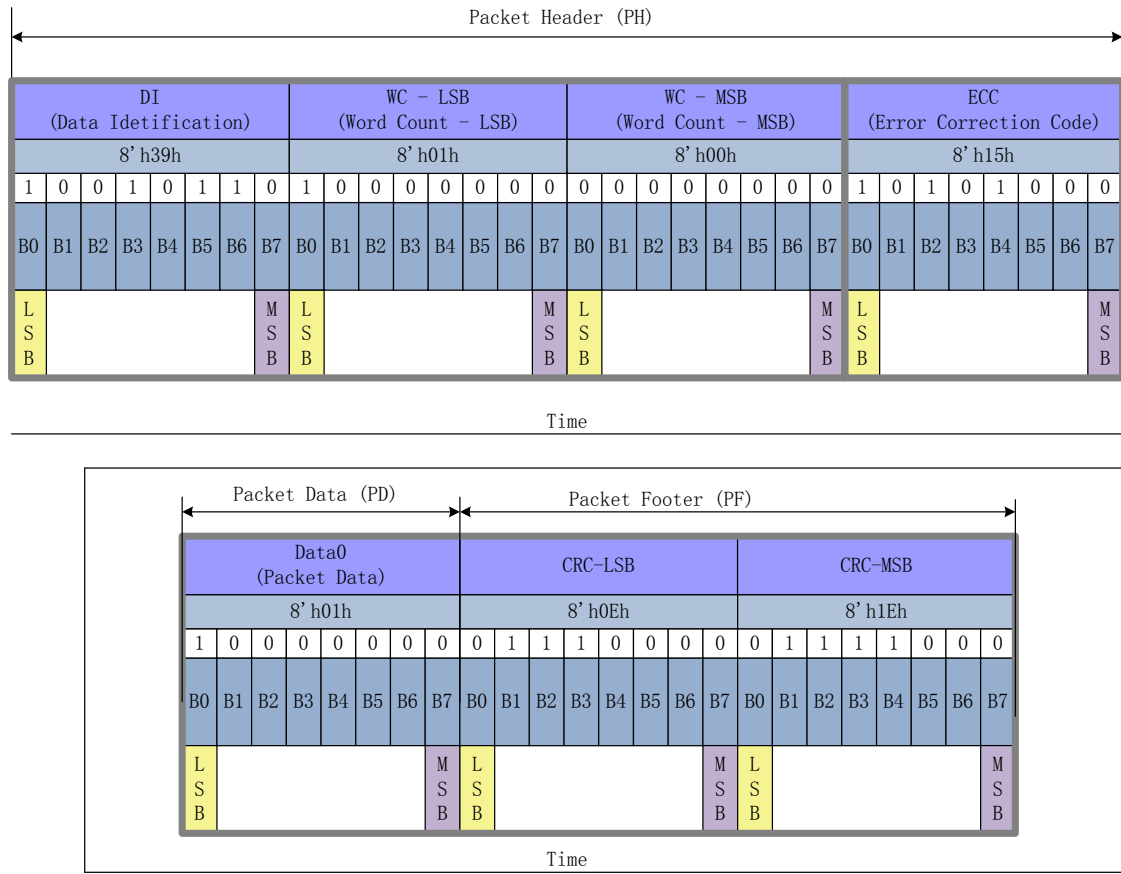 Packet Header (PH)
DI WC - LSB WC - MSB ECC
(Data Idetification) (Word Count - LSB) (Word Count - MSB) (Error Correction Code)
8'h39h 8'h01h 8'h00h 8'h15h
1 0 0 1 0 1 1 0 1 0 0 0 0 0 0 0 0 0 0 0 0 0 0 0 1 0 1 0 1 0 0 0
B0 B1 B2 B3 B4 B5 B6 B7 B0 B1 B2 B3 B4 B5 B6 B7 B0 B1 B2 B3 B4 B5 B6 B7 B0 B1 B2 B3 B4 B5 B6 B7
L M L M L M L M
S S S S S S S S
B B B B B B B B
Time
Packet Data (PD) Packet Footer (PF)
Data0 CRC-LSB CRC-MSB
(Packet Data)
8'h01h 8'h0Eh 8'h1Eh
1 0 0 0 0 0 0 0 0 1 1 1 0 0 0 0 0 1 1 1 1 0 0 0
B0 B1 B2 B3 B4 B5 B6 B7 B0 B1 B2 B3 B4 B5 B6 B7 B0 B1 B2 B3 B4 B5 B6 B7
L M L M L M
S S S S S S
B B B B B B
Time